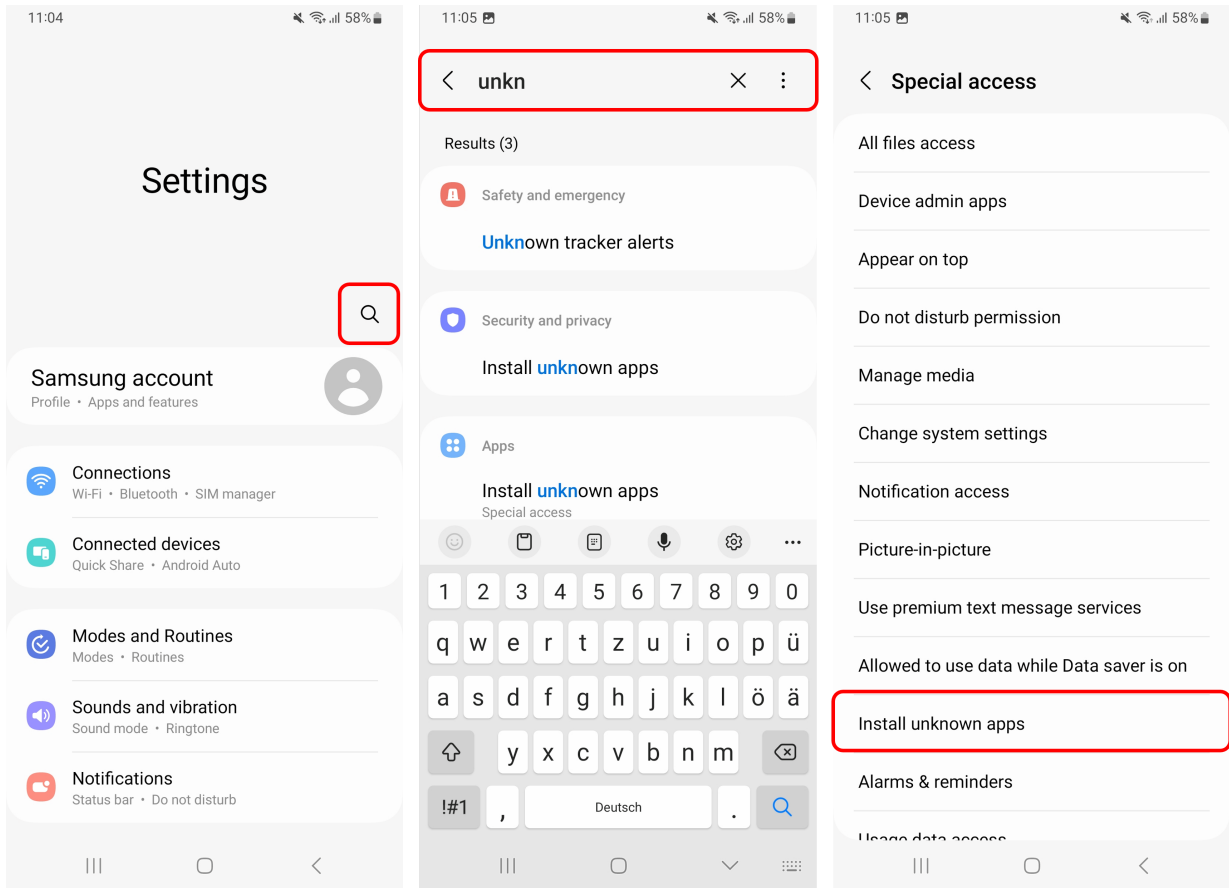 11:04
58%
Settings
Samsung account
Profile • Apps and features
Connections
Wi-Fi • Bluetooth • SIM manager
Connected devices
Quick Share • Android Auto
Modes and Routines
Modes • Routines
Sounds and vibration
Sound mode • Ringtone
Notifications
Status bar • Do not disturb
11:05
58%
unkn
Results (3)
Safety and emergency
Unknown tracker alerts
Security and privacy
Install unknown apps
Apps
Install unknown apps
Special access
1 2 3 4 5 6 7 8 9 0
q w e r t z u i o p ü
a s d f g h j k l ö ä
y x c v b n m
!#1 , Deutsch .
11:05
58%
Special access
All files access
Device admin apps
Appear on top
Do not disturb permission
Manage media
Change system settings
Notification access
Picture-in-picture
Use premium text message services
Allowed to use data while Data saver is on
Install unknown apps
Alarms & reminders
Usage data access